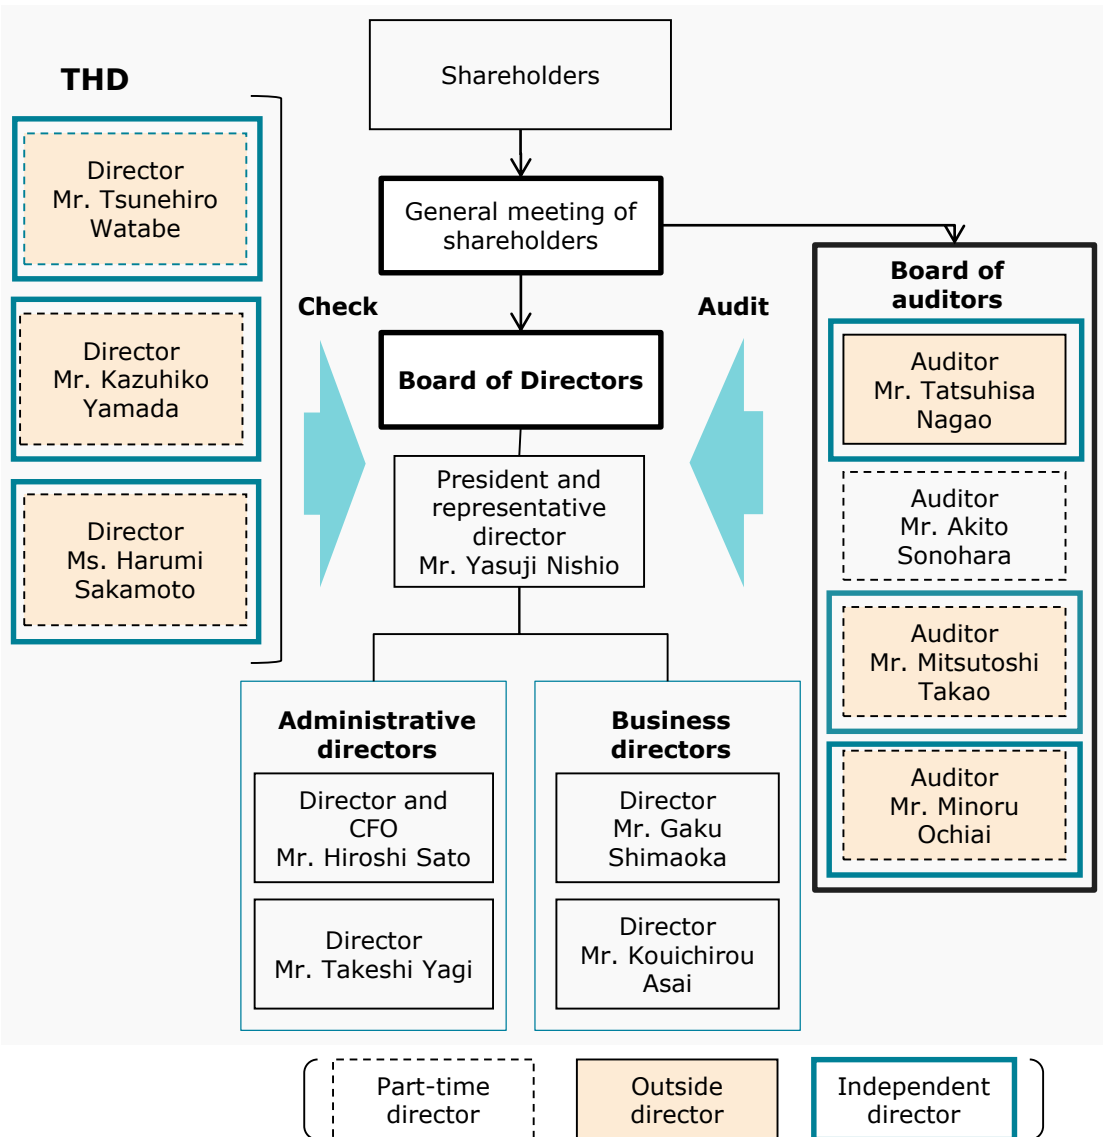 THD
Director
Mr. Tsunehiro
Watabe
Director
Mr. Kazuhiko
Yamada
Director
Ms. Harumi
Sakamoto
Shareholders
General meeting of
shareholders
Check
Audit
Board of Directors
President and
representative
director
Mr. Yasuji Nishio
Board of
auditors
Auditor
Mr. Tatsuhisa
Nagao
Auditor
Mr. Akito
Sonohara
Auditor
Mr. Mitsutoshi
Takao
Auditor
Mr. Minoru
Ochiai
Administrative
directors
Director and
CFO
Mr. Hiroshi Sato
Director
Mr. Takeshi Yagi
Business
directors
Director
Mr. Gaku
Shimaoka
Director
Mr. Kouichirou
Asai
Part-time
director
Outside
director
Independent
director